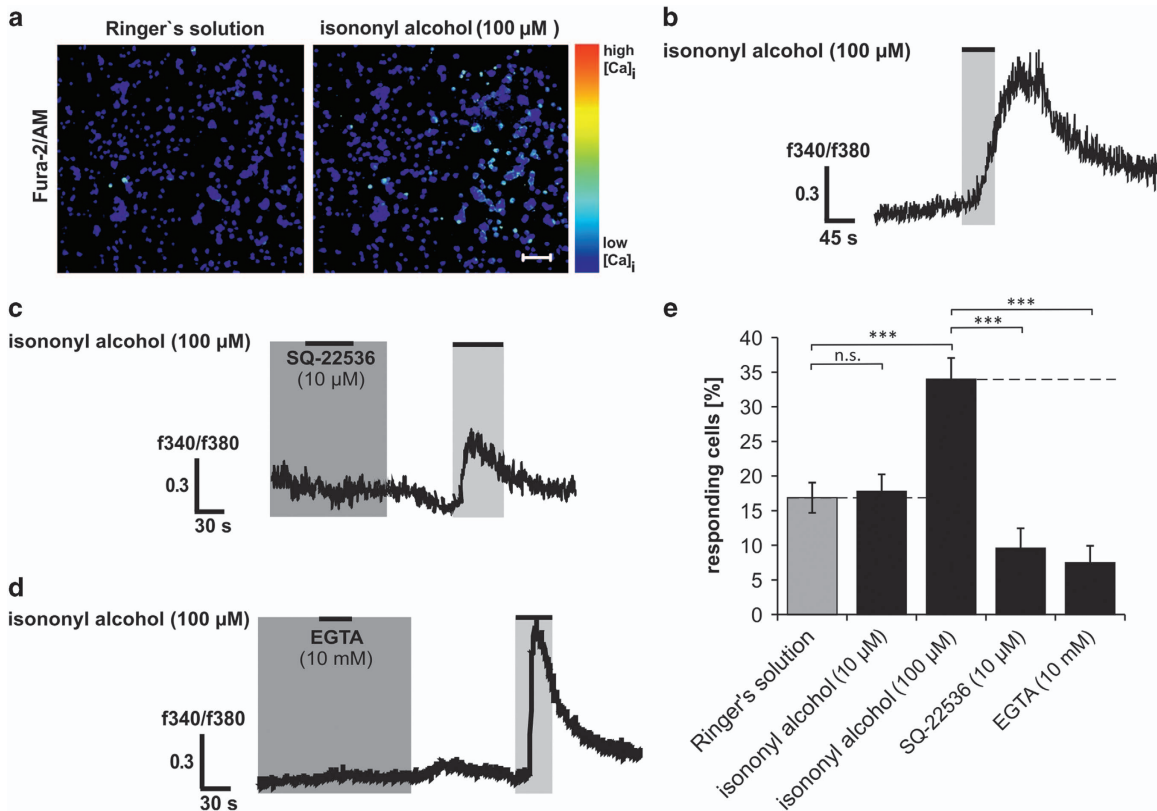 a
Ringer`s solution
isononyl alcohol (100 µM )
Fura-2/AM
high
[Ca]i
low
[Ca]i
b
isononyl alcohol (100 µM)
f340/f380
0.3
45 s
c
isononyl alcohol (100 µM)
SQ-22536
(10 µM)
f340/f380
0.3
30 s
d
isononyl alcohol (100 µM)
EGTA
(10 mM)
f340/f380
0.3
30 s
e
***
***
***
n.s.
responding cells [%]
40
35
30
25
20
15
10
5
0
Ringer's solution
isononyl alcohol (10 µM)
isononyl alcohol (100 µM)
SQ-22536 (10 µM)
EGTA (10 mM)